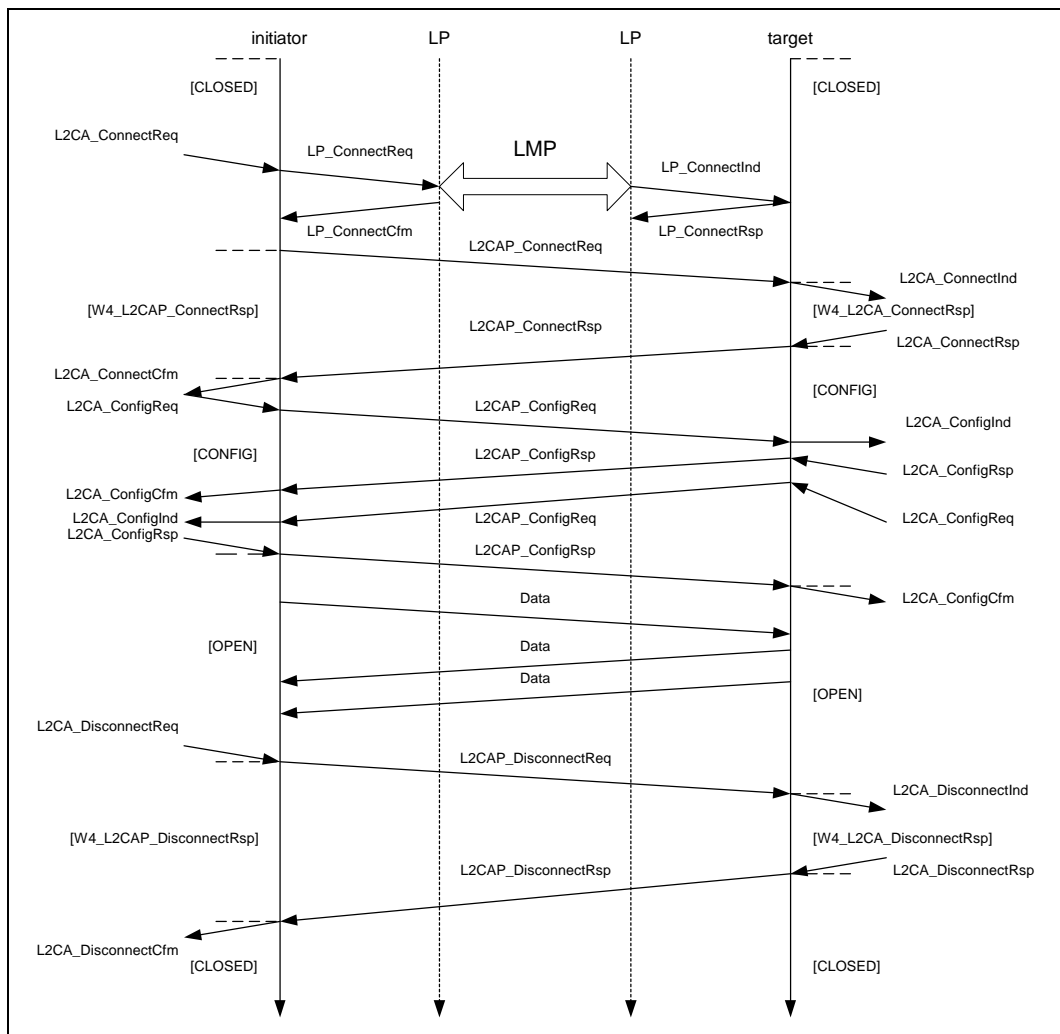 initiator LP LP target
[CLOSED] [CLOSED]
L2CA_ConnectReq
LP_ConnectReq
LMP
LP_ConnectInd
LP_ConnectCfm
LP_ConnectRsp
L2CAP_ConnectReq
L2CA_ConnectInd
[W4_L2CAP_ConnectRsp]
[W4_L2CA_ConnectRsp]
L2CAP_ConnectRsp
L2CA_ConnectRsp
L2CA_ConnectCfm
[CONFIG]
L2CA_ConfigReq
L2CAP_ConfigReq
L2CA_ConfigInd
[CONFIG]
L2CAP_ConfigRsp
L2CA_ConfigRsp
L2CA_ConfigCfm
L2CA_ConfigInd
L2CAP_ConfigReq
L2CA_ConfigReq
L2CA_ConfigRsp
L2CAP_ConfigRsp
L2CA_ConfigCfm
Data
[OPEN]
Data
Data
[OPEN]
L2CA_DisconnectReq
L2CAP_DisconnectReq
L2CA_DisconnectInd
[W4_L2CAP_DisconnectRsp]
[W4_L2CA_DisconnectRsp]
L2CAP_DisconnectRsp
L2CA_DisconnectRsp
L2CA_DisconnectCfm
[CLOSED] [CLOSED]